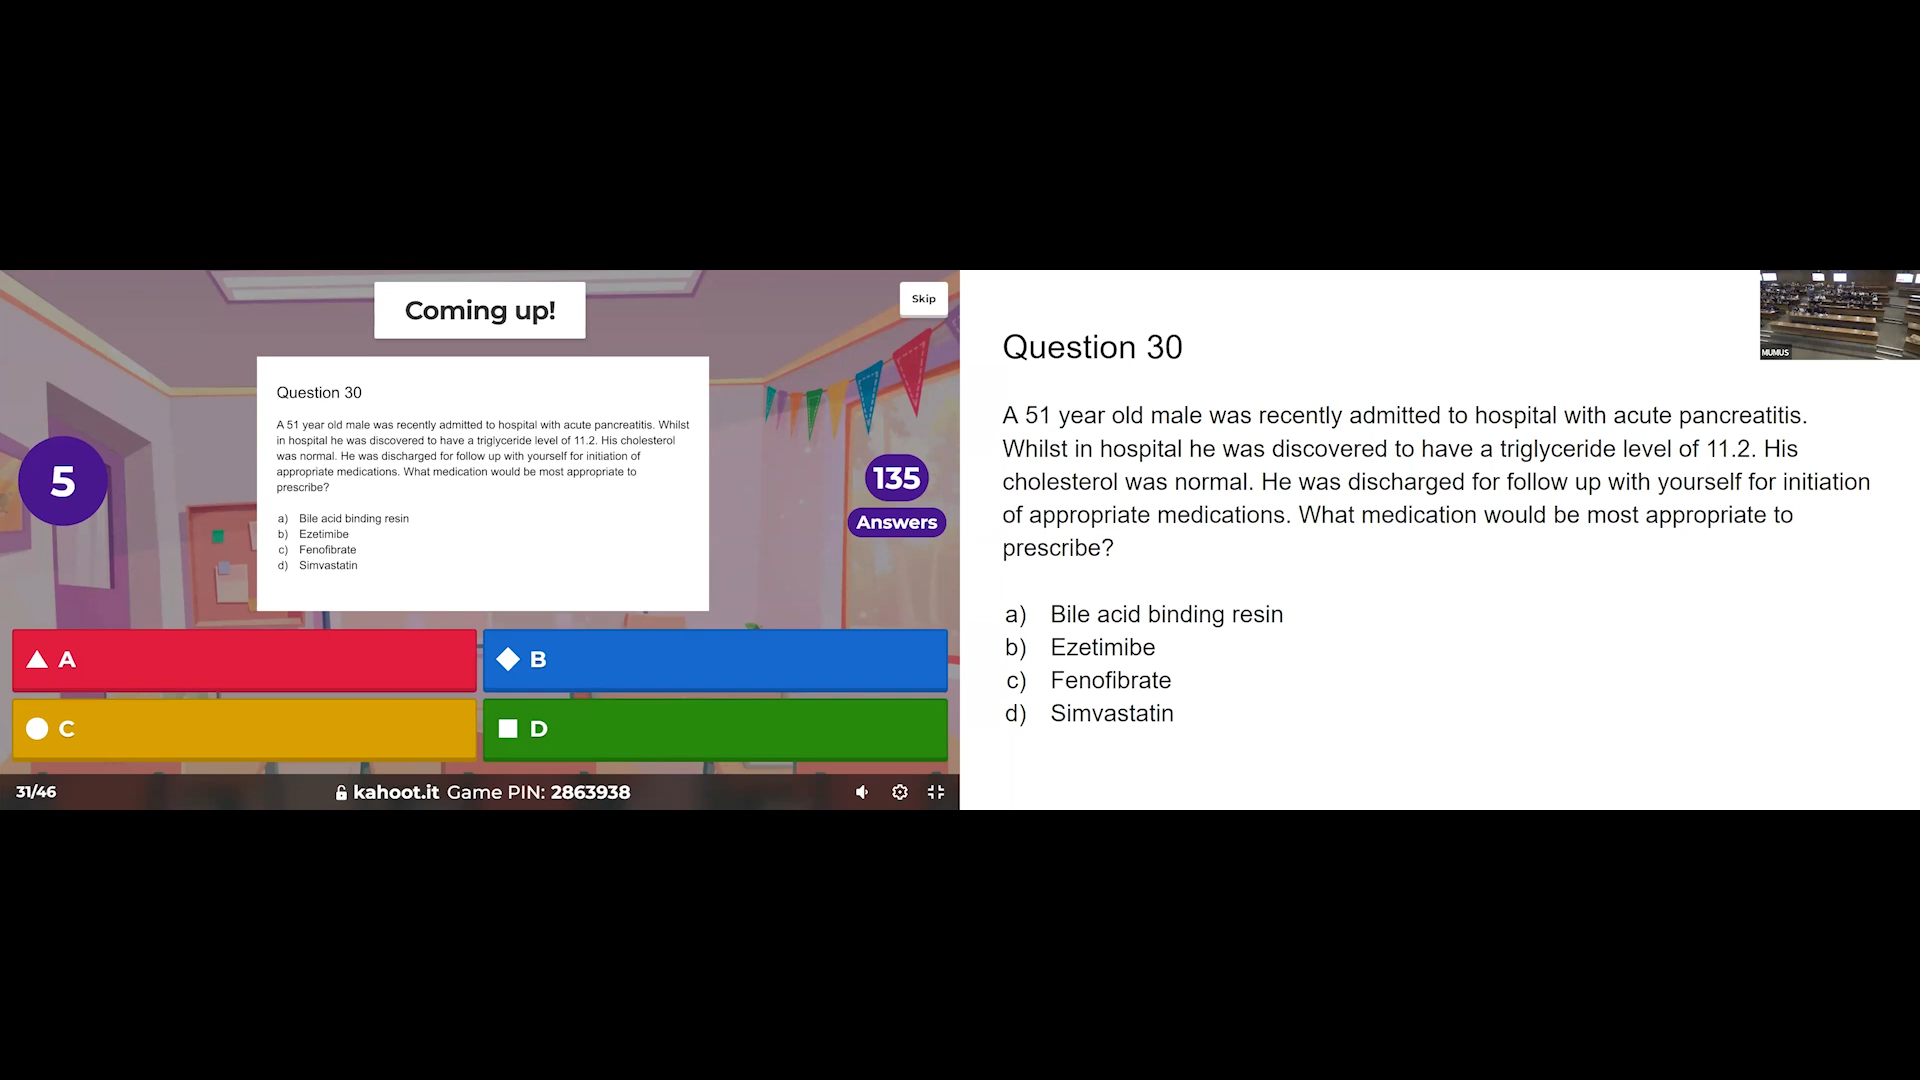 Coming up!
Skip
Question 30
A 51 year old male was recently admitted to hospital with acute pancreatitis. Whilst
in hospital he was discovered to have a triglyceride level of 11.2. His cholesterol
was normal. He was discharged for follow up with yourself for initiation of
appropriate medications. What medication would be most appropriate to
prescribe?
a) Bile acid binding resin
b) Ezetimibe
c) Fenofibrate
d) Simvastatin
5
135
Answers
A
B
C
D
31/46
kahoot.it Game PIN: 2863938
Question 30
A 51 year old male was recently admitted to hospital with acute pancreatitis.
Whilst in hospital he was discovered to have a triglyceride level of 11.2. His
cholesterol was normal. He was discharged for follow up with yourself for initiation
of appropriate medications. What medication would be most appropriate to
prescribe?
a) Bile acid binding resin
b) Ezetimibe
c) Fenofibrate
d) Simvastatin
MUMUS